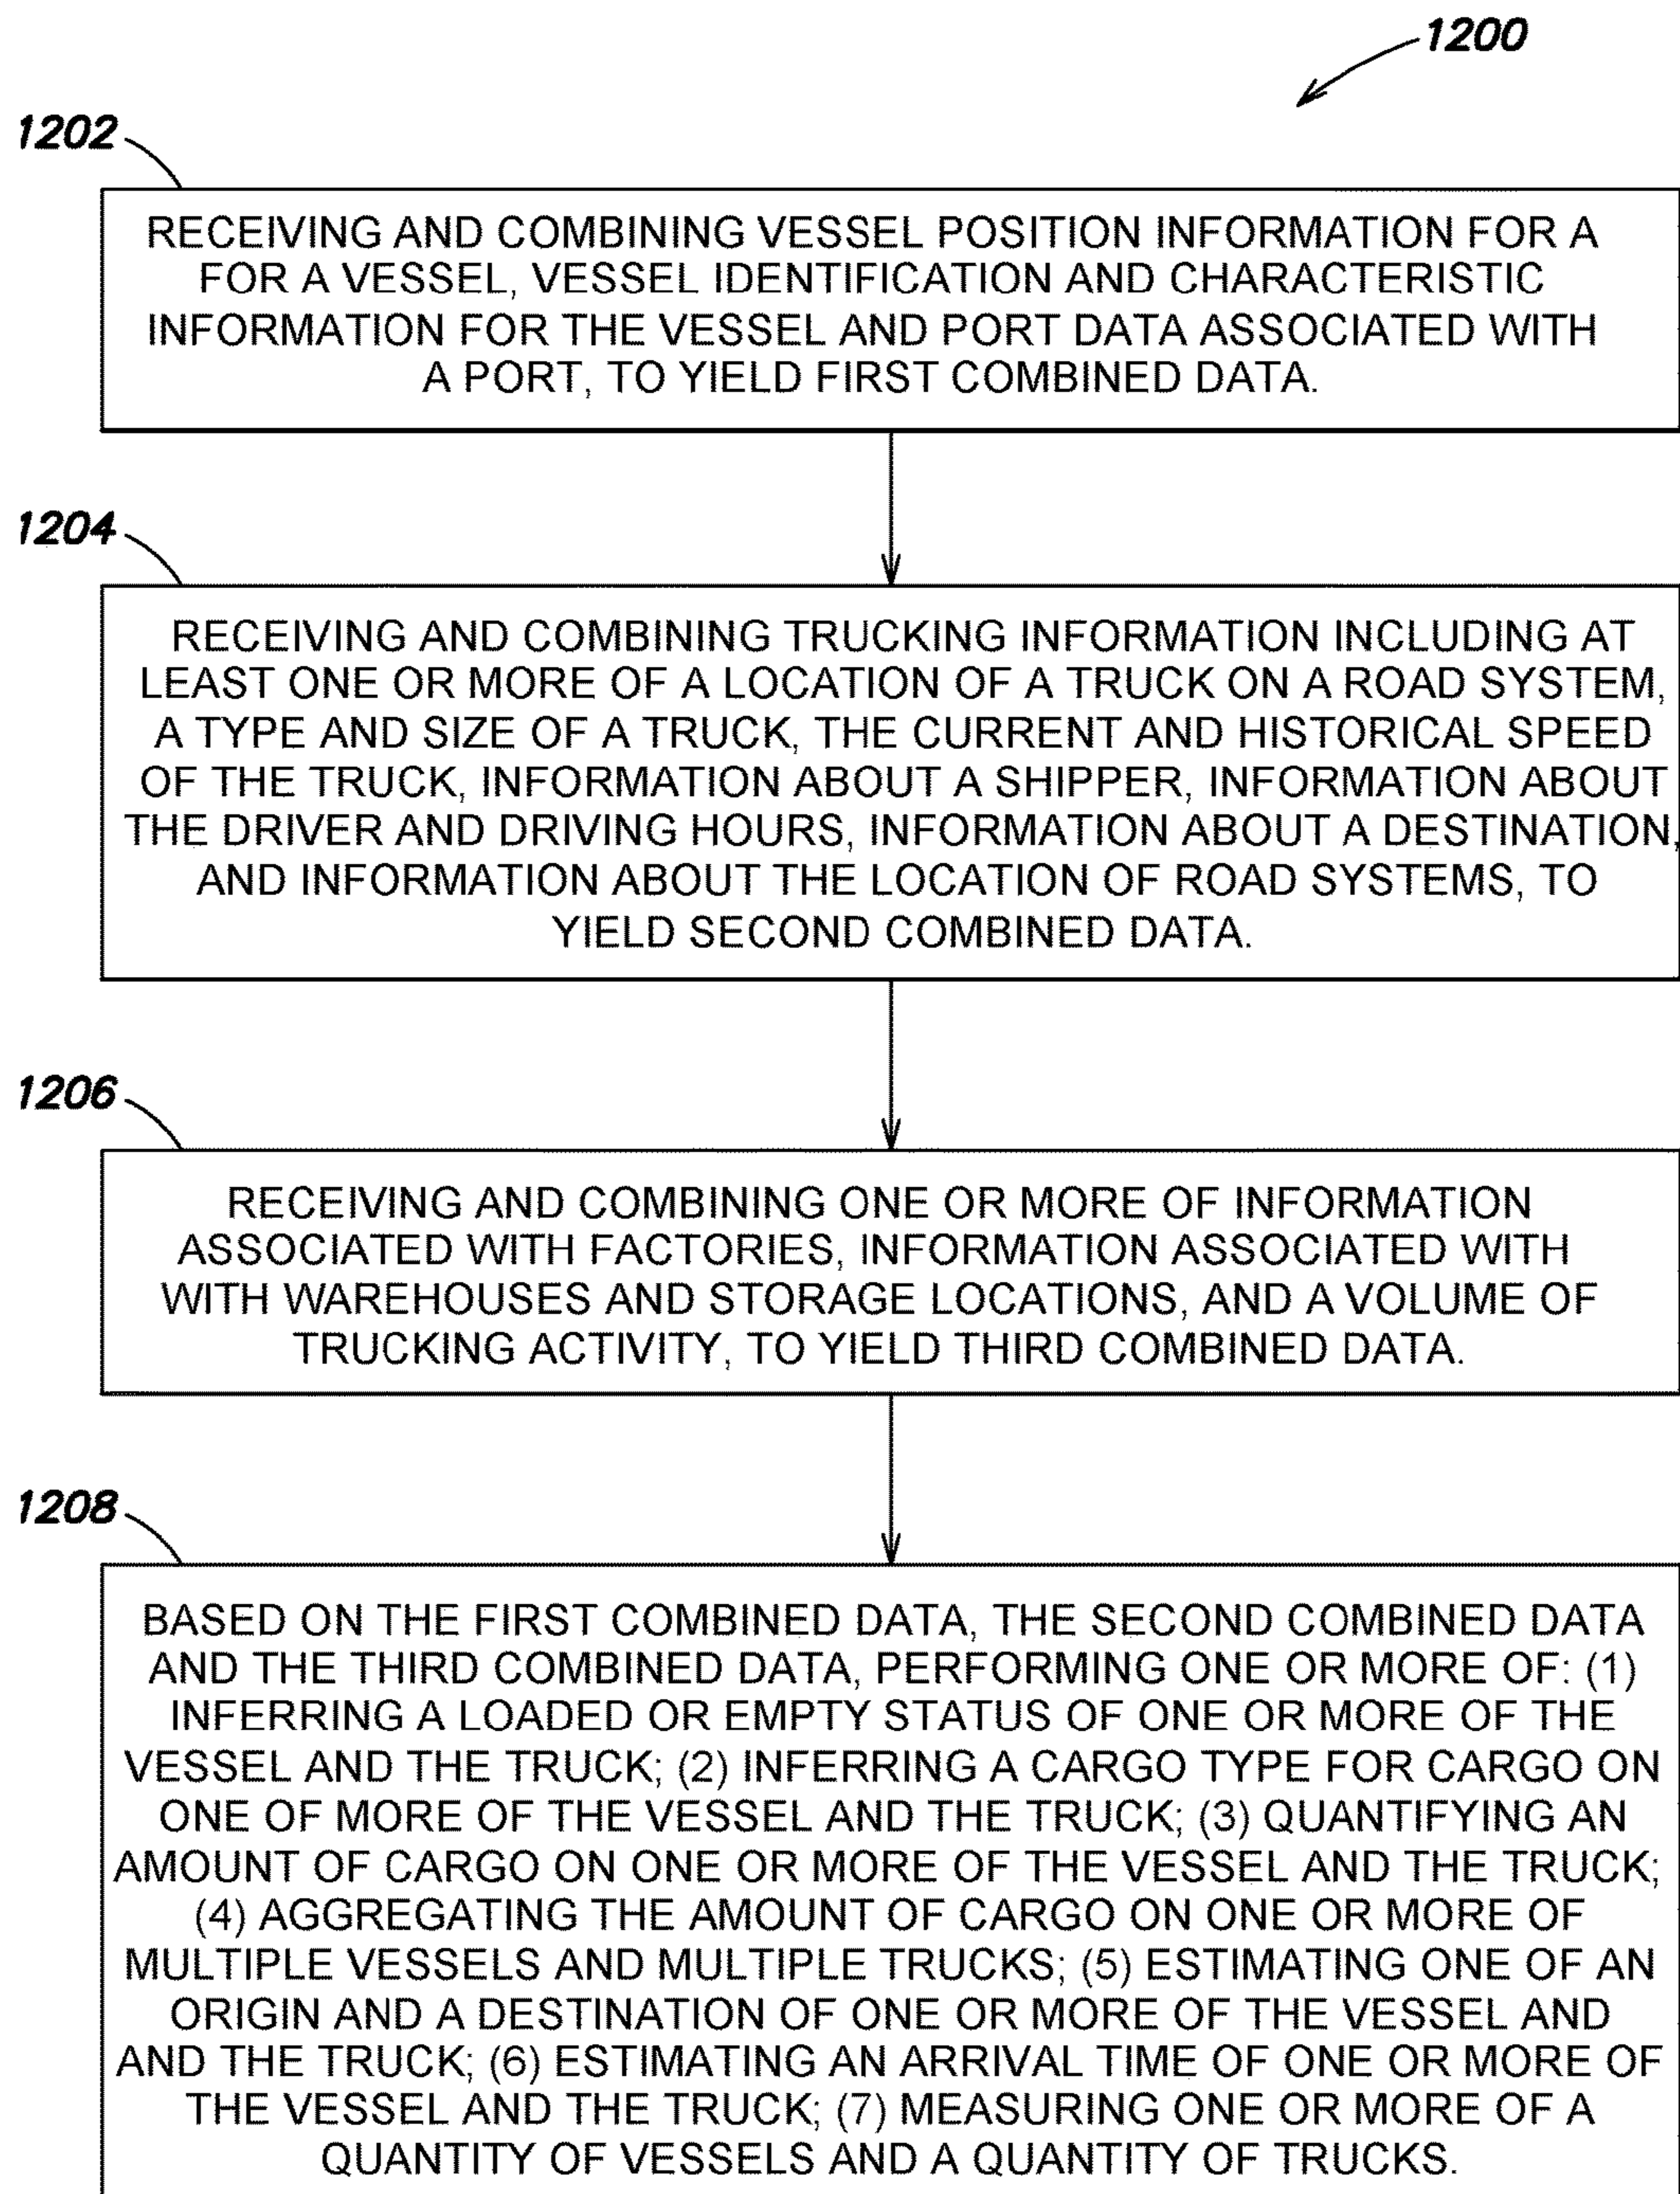 1200
1202
RECEIVING AND COMBINING VESSEL POSITION INFORMATION FOR A
FOR A VESSEL, VESSEL IDENTIFICATION AND CHARACTERISTIC
INFORMATION FOR THE VESSEL AND PORT DATA ASSOCIATED WITH
A PORT, TO YIELD FIRST COMBINED DATA.
1204
RECEIVING AND COMBINING TRUCKING INFORMATION INCLUDING AT
LEAST ONE OR MORE OF A LOCATION OF A TRUCK ON A ROAD SYSTEM,
A TYPE AND SIZE OF A TRUCK, THE CURRENT AND HISTORICAL SPEED
OF THE TRUCK, INFORMATION ABOUT A SHIPPER, INFORMATION ABOUT
THE DRIVER AND DRIVING HOURS, INFORMATION ABOUT A DESTINATION,
AND INFORMATION ABOUT THE LOCATION OF ROAD SYSTEMS, TO
YIELD SECOND COMBINED DATA.
1206
RECEIVING AND COMBINING ONE OR MORE OF INFORMATION
ASSOCIATED WITH FACTORIES, INFORMATION ASSOCIATED WITH
WITH WAREHOUSES AND STORAGE LOCATIONS, AND A VOLUME OF
TRUCKING ACTIVITY, TO YIELD THIRD COMBINED DATA.
1208
BASED ON THE FIRST COMBINED DATA, THE SECOND COMBINED DATA
AND THE THIRD COMBINED DATA, PERFORMING ONE OR MORE OF: (1)
INFERRING A LOADED OR EMPTY STATUS OF ONE OR MORE OF THE
VESSEL AND THE TRUCK; (2) INFERRING A CARGO TYPE FOR CARGO ON
ONE OF MORE OF THE VESSEL AND THE TRUCK; (3) QUANTIFYING AN
AMOUNT OF CARGO ON ONE OR MORE OF THE VESSEL AND THE TRUCK;
(4) AGGREGATING THE AMOUNT OF CARGO ON ONE OR MORE OF
MULTIPLE VESSELS AND MULTIPLE TRUCKS; (5) ESTIMATING ONE OF AN
ORIGIN AND A DESTINATION OF ONE OR MORE OF THE VESSEL AND
AND THE TRUCK; (6) ESTIMATING AN ARRIVAL TIME OF ONE OR MORE OF
THE VESSEL AND THE TRUCK; (7) MEASURING ONE OR MORE OF A
QUANTITY OF VESSELS AND A QUANTITY OF TRUCKS.